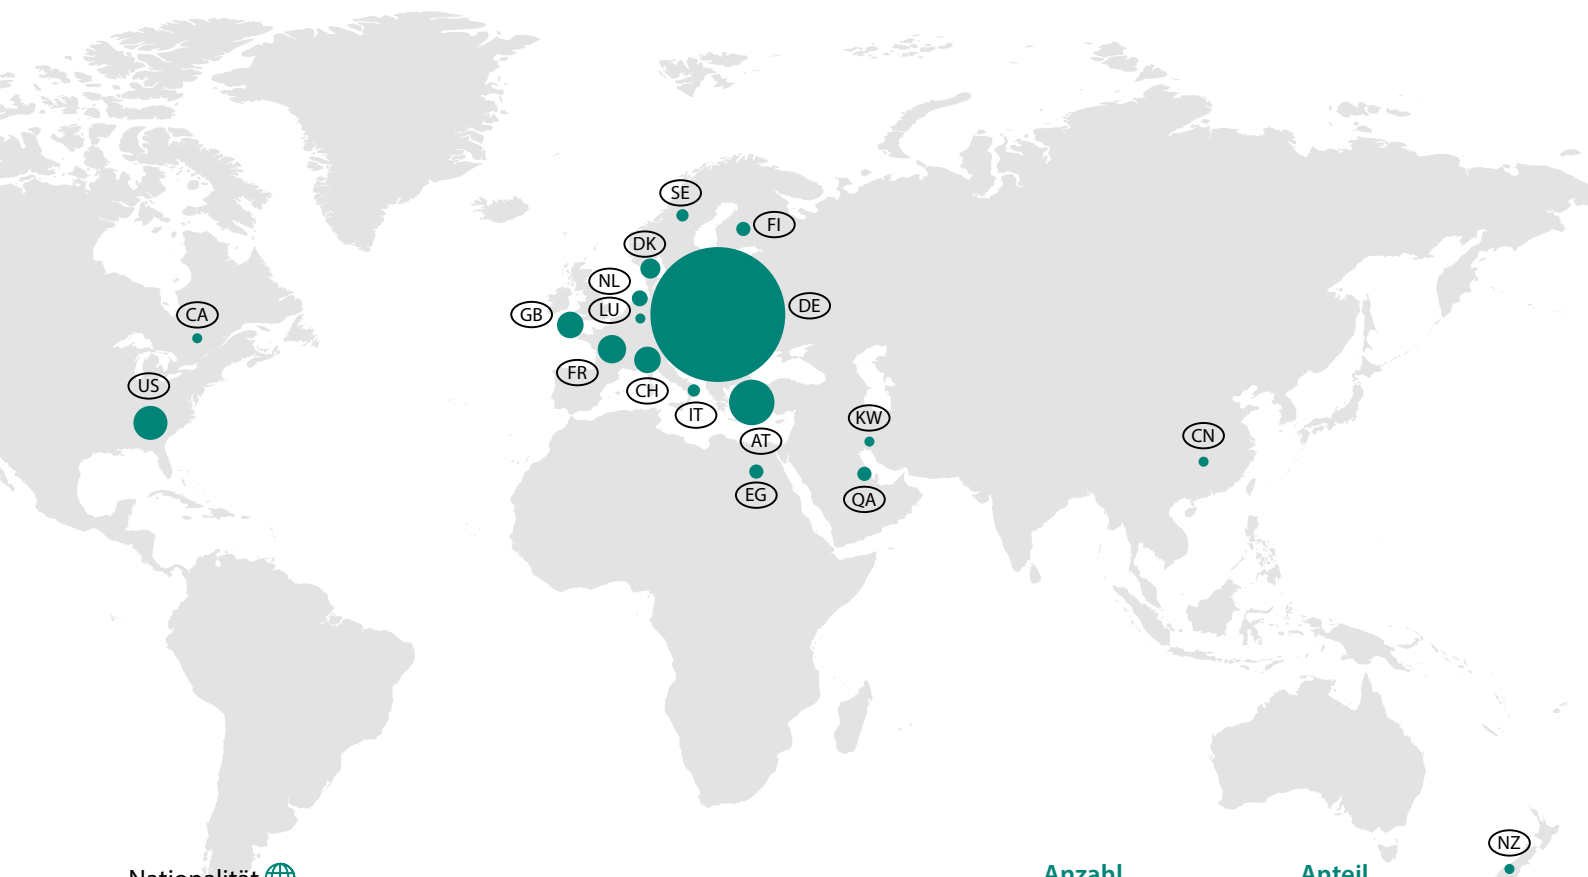 SE
FI
DK
NL
LU
DE
GB
CA
FR
CH
US
IT
KW
AT
CN
EG
QA
NZ
Nationalität Anzahl Anteil